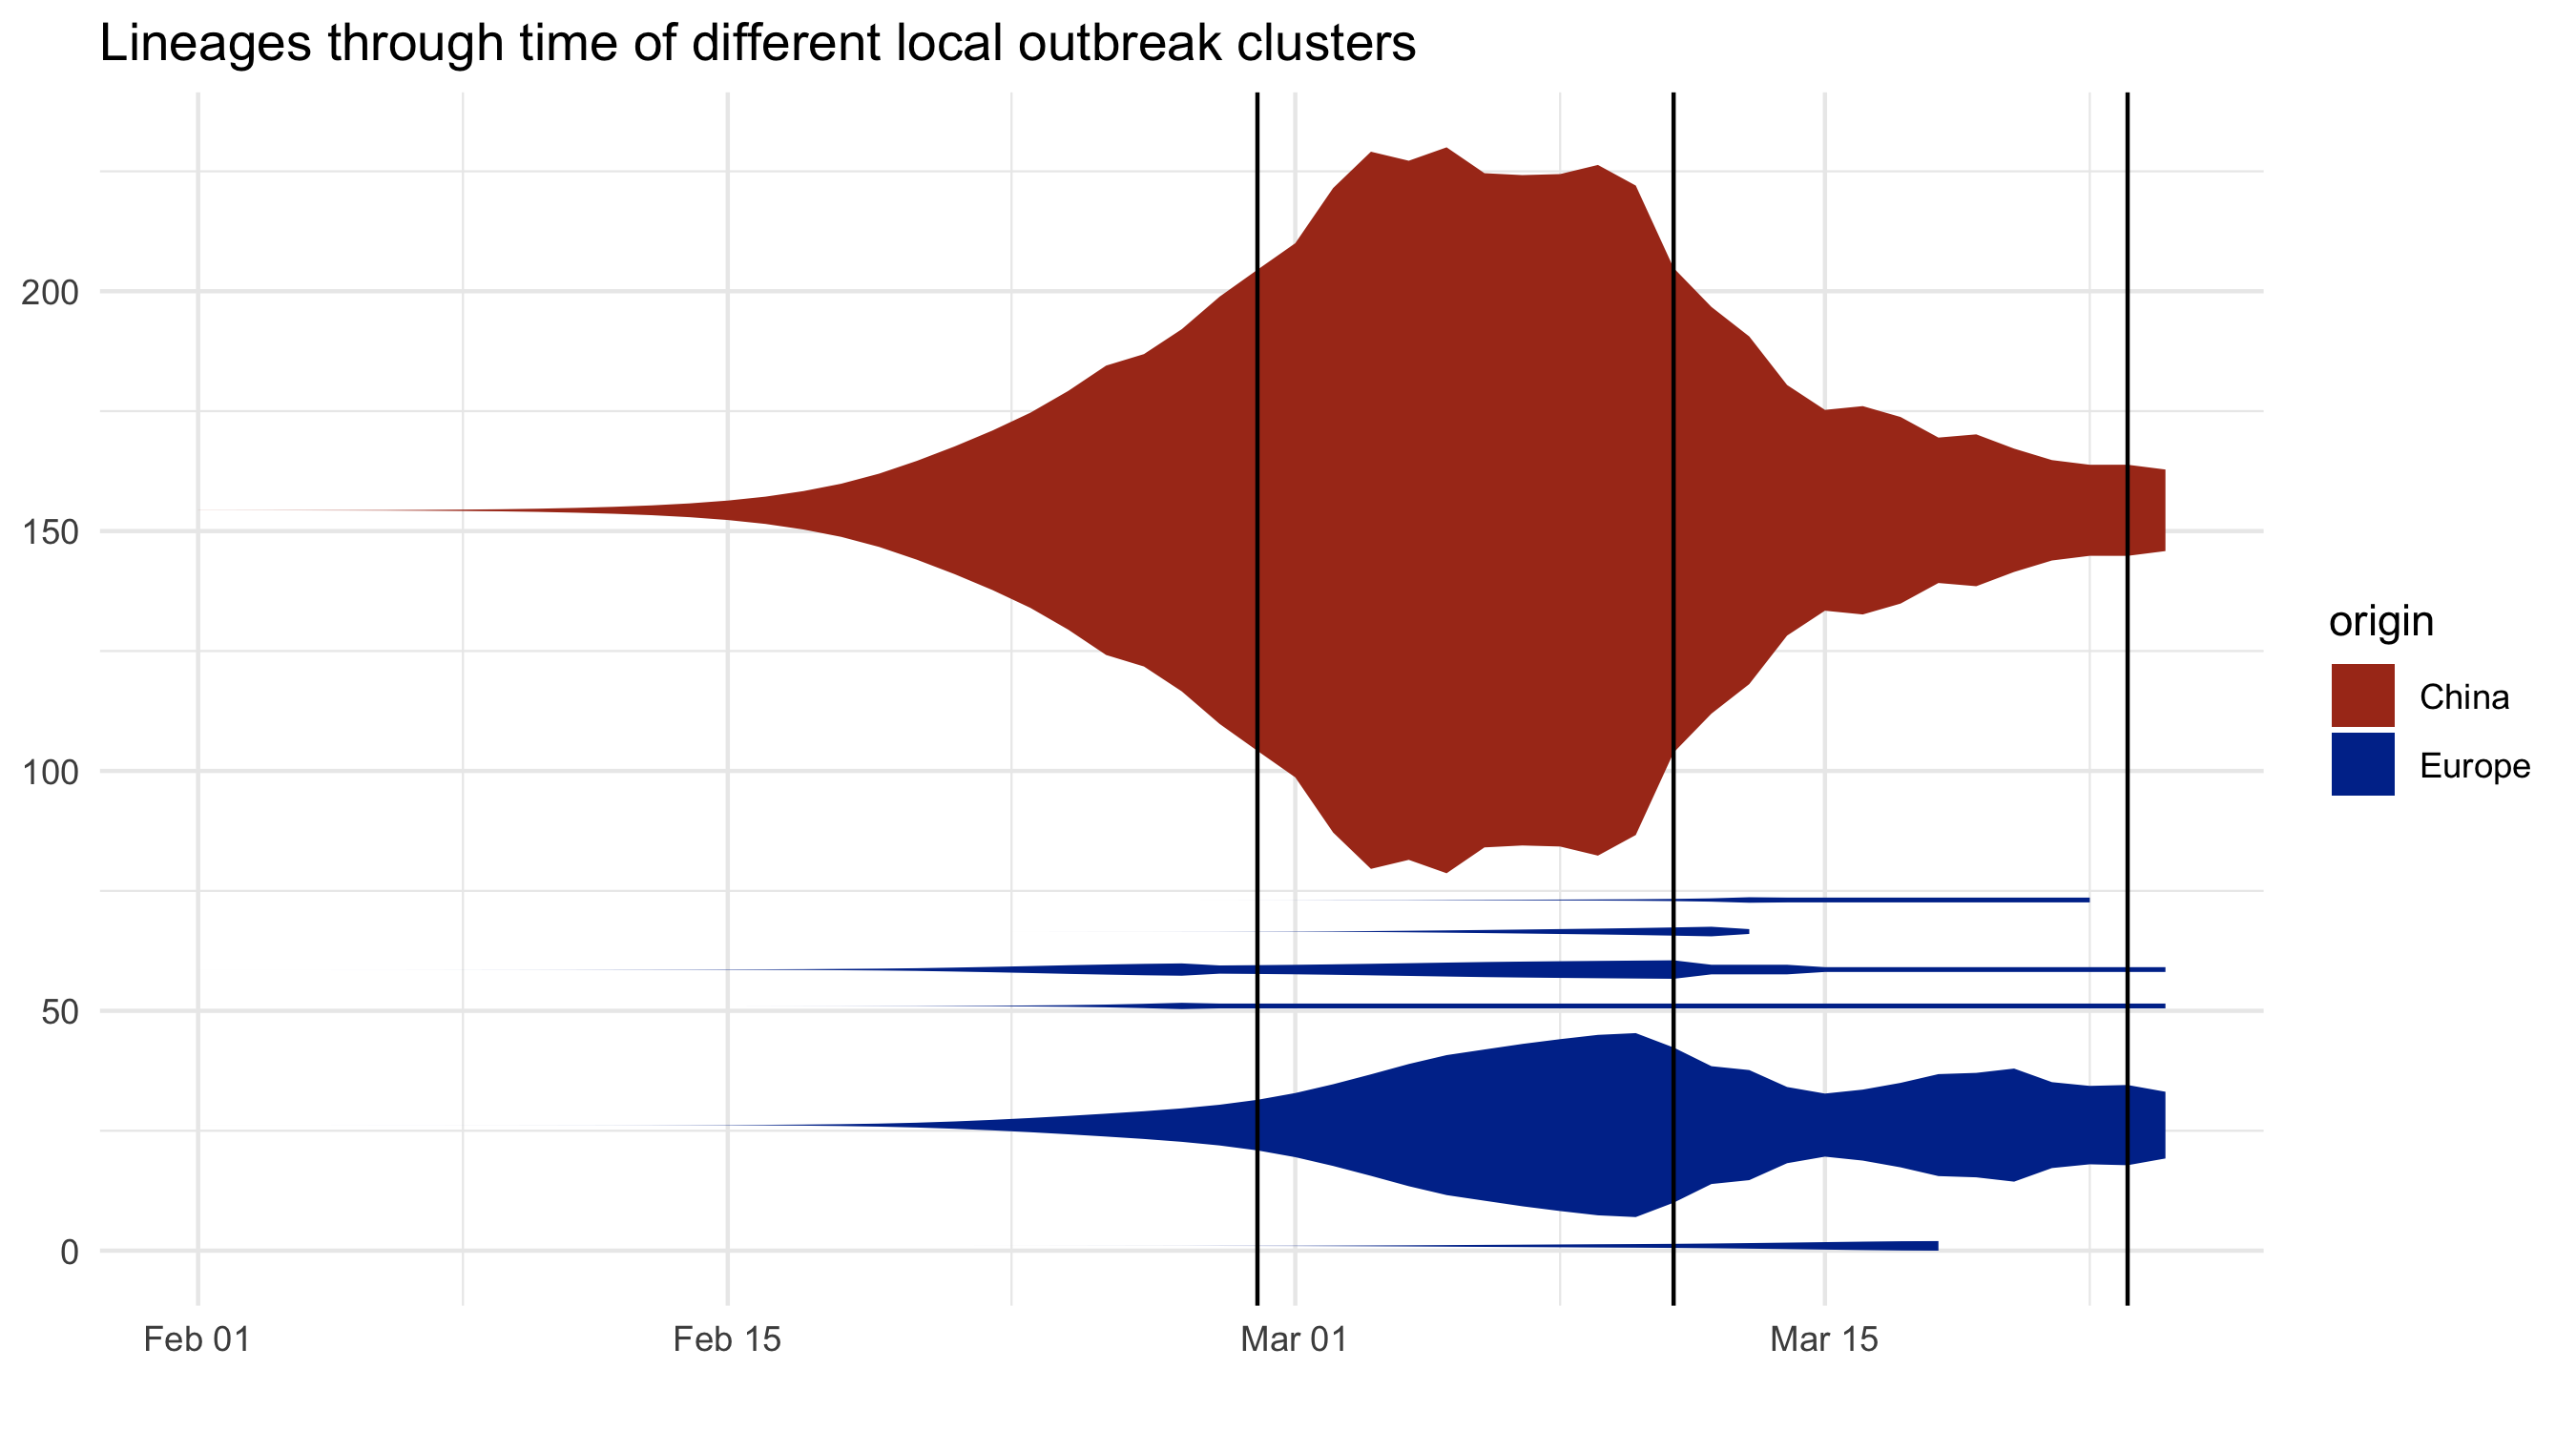 Lineages through time of different local outbreak clusters
200
150
100
50
0
Feb 01
Feb 15
Mar 01
Mar 15
origin
China
Europe